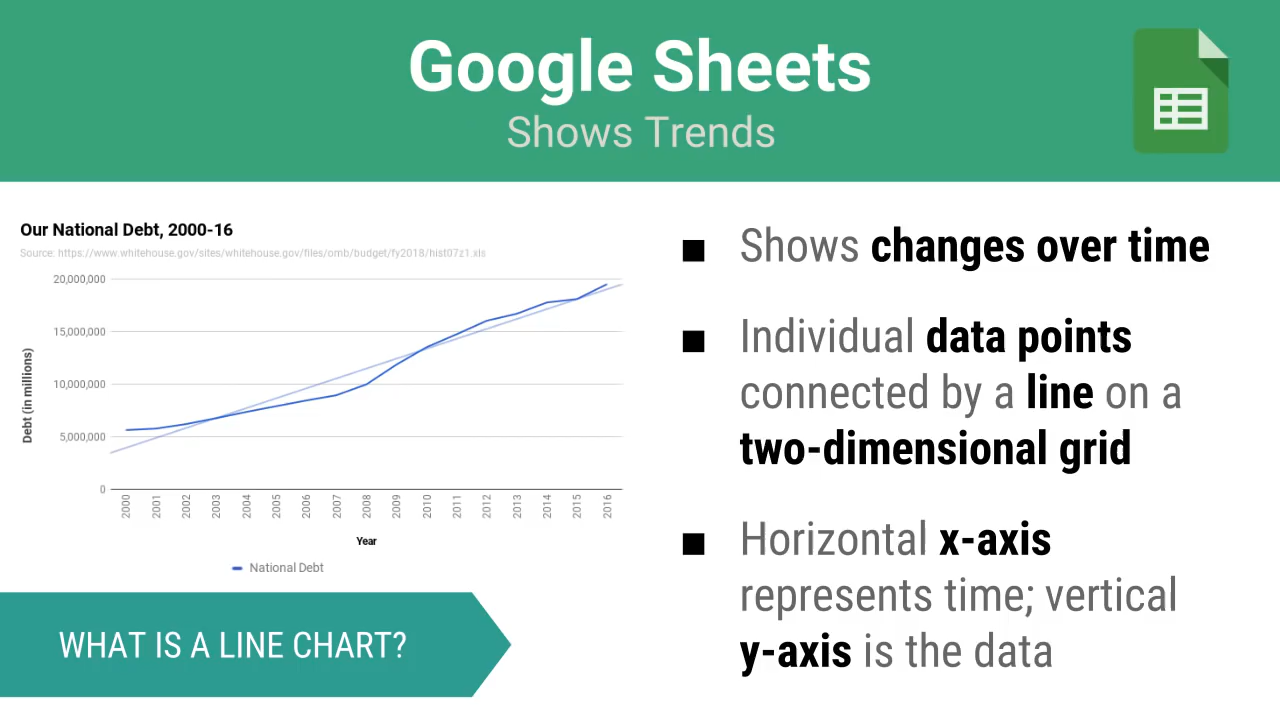 Google Sheets
Shows Trends
Our National Debt, 2000-16
Source: https://www.whitehouse.gov/sites/whitehouse.gov/files/omb/budget/fy2018/hist07z1.xls
20,000,000
15,000,000
10,000,000
5,000,000
0
Debt (in millions)
2000 2001 2002 2003 2004 2005 2006 2007 2008 2009 2010 2011 2012 2013 2014 2015 2016
Year
National Debt
WHAT IS A LINE CHART?
■ Shows changes over time
■ Individual data points
connected by a line on a
two-dimensional grid
■ Horizontal x-axis
represents time; vertical
y-axis is the data